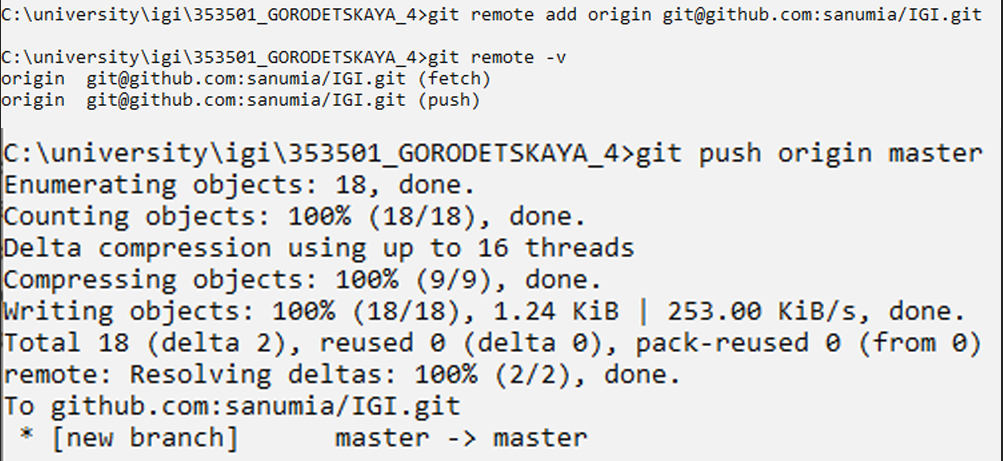 C:\university\igi\353501_GORODETSKAYA_4>git remote add origin git@github.com:sanumia/IGI.git
C:\university\igi\353501_GORODETSKAYA_4>git remote -v
origin  git@github.com:sanumia/IGI.git (fetch)
origin  git@github.com:sanumia/IGI.git (push)
C:\university\igi\353501_GORODETSKAYA_4>git push origin master
Enumerating objects: 18, done.
Counting objects: 100% (18/18), done.
Delta compression using up to 16 threads
Compressing objects: 100% (9/9), done.
Writing objects: 100% (18/18), 1.24 KiB | 253.00 KiB/s, done.
Total 18 (delta 2), reused 0 (delta 0), pack-reused 0 (from 0)
remote: Resolving deltas: 100% (2/2), done.
To github.com:sanumia/IGI.git
 * [new branch]      master -> master